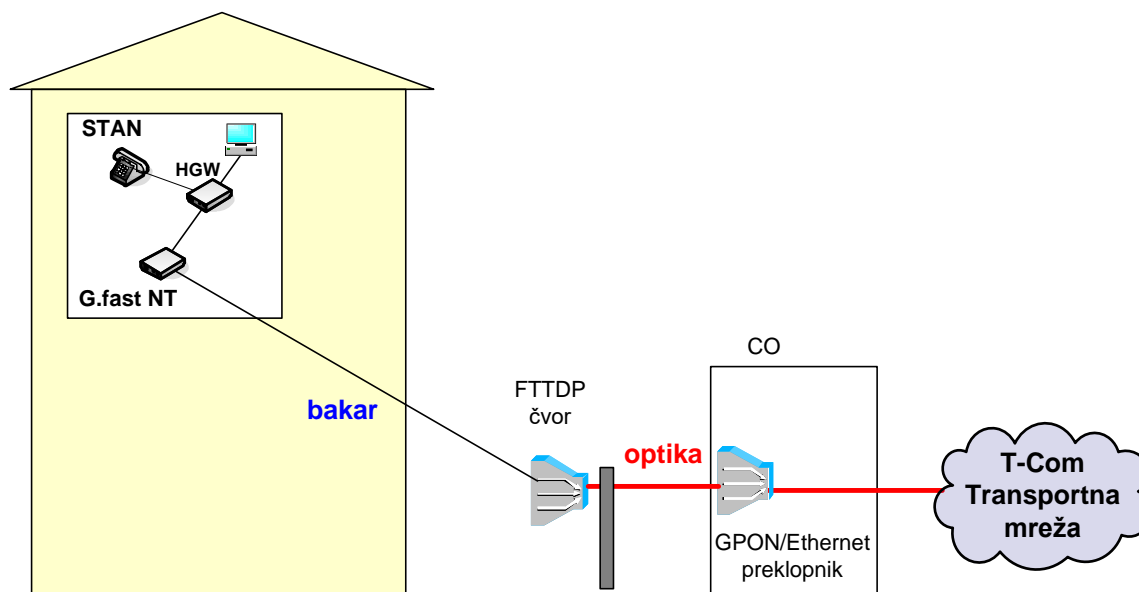 STAN
HGW
G.fast NT
bakar
FTTDP
čvor
optika
CO
GPON/Ethernet
preklopnik
T-Com
Transportna
mreža